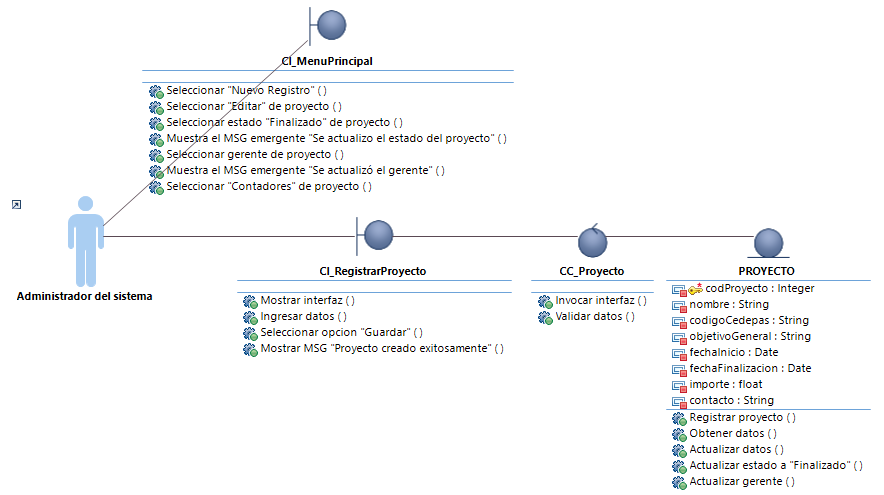 CI_MenuPrincipal
Seleccionar "Nuevo Registro" ( )
Seleccionar "Editar" de proyecto ( )
Seleccionar estado "Finalizado" de proyecto ( )
Muestra el MSG emergente "Se actualizo el estado del proyecto" ( )
Seleccionar gerente de proyecto ( )
Muestra el MSG emergente "Se actualizó el gerente" ( )
Seleccionar "Contadores" de proyecto ( )
Administrador del sistema
CI_RegistrarProyecto
Mostrar interfaz ( )
Ingresar datos ( )
Seleccionar opcion "Guardar" ( )
Mostrar MSG "Proyecto creado exitosamente" ( )
CC_Proyecto
Invocar interfaz ( )
Validar datos ( )
PROYECTO
codProyecto : Integer
nombre : String
codigoCedepas : String
objetivoGeneral : String
fechaInicio : Date
fechaFinalizacion : Date
importe : float
contacto : String
Registrar proyecto ( )
Obtener datos ( )
Actualizar datos ( )
Actualizar estado a "Finalizado" ( )
Actualizar gerente ( )